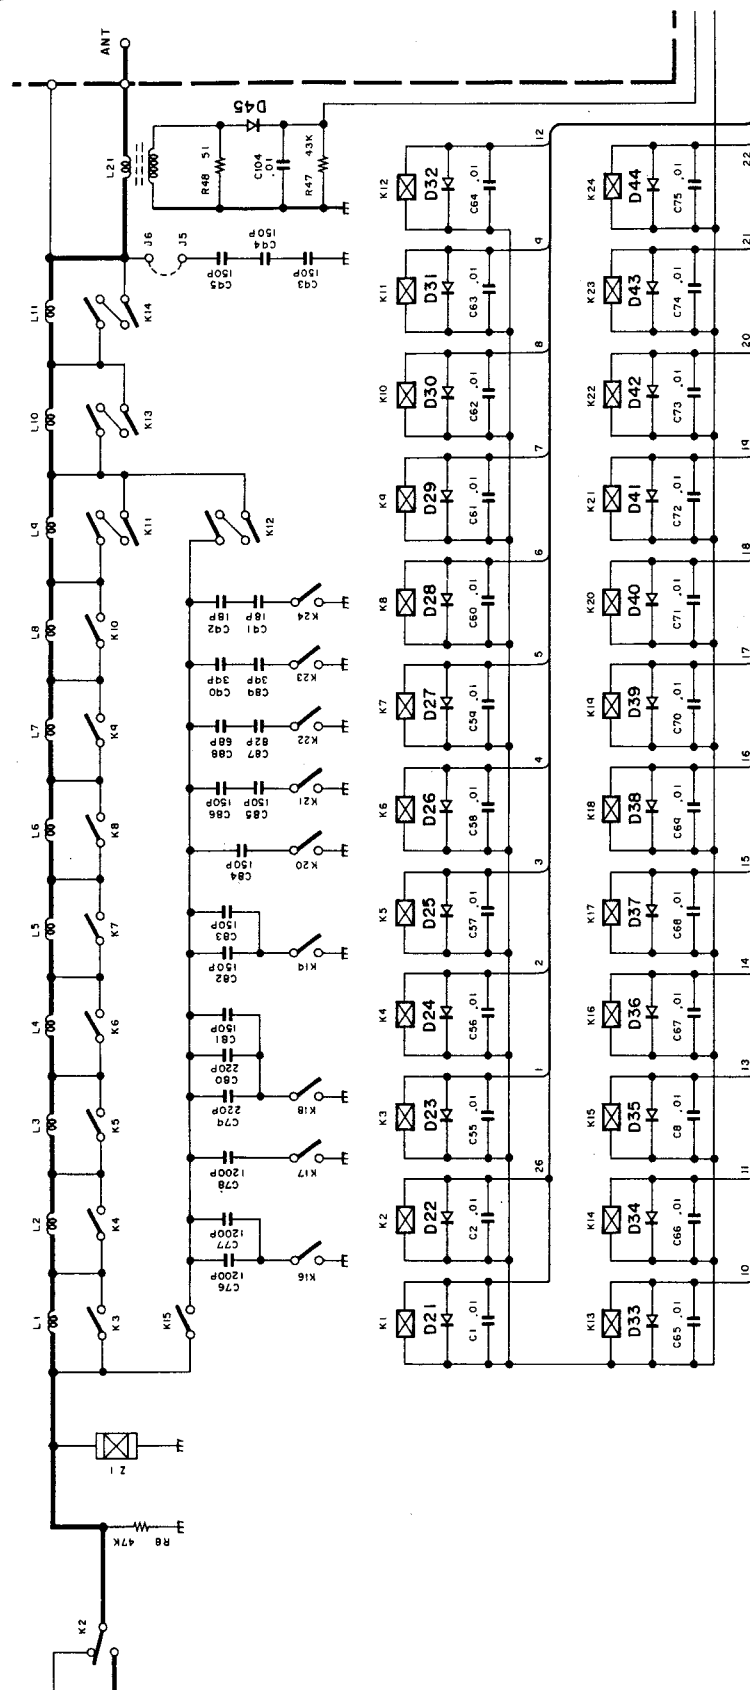 ANT
L21
D45
R48 51
C104 .01
R47 43K
J6
J5
C45 150P
C44 150P
C43 150P
L11
K14
L10
K13
L9
K11
K12
L8
K10
C42 18P
C41 18P
K24
L7
K9
C40 39P
C89 39P
K23
C88 68P
C87 82P
K22
L6
K8
C86 150P
C85 150P
K21
C84 150P
K20
L5
K7
C83 150P
C82 150P
K19
L4
K6
C81 150P
C80 220P
C79 220P
K18
L3
K5
C78 1200P
K17
L2
K4
C77 1200P
C76 1200P
K16
L1
K3
K15
Z1
R8 47K
K2
K12 D32 C64 .01 12
K11 D31 C63 .01 9
K10 D30 C62 .01 8
K9 D29 C61 .01 7
K8 D28 C60 .01 6
K7 D27 C59 .01 5
K6 D26 C58 .01 4
K5 D25 C57 .01 3
K4 D24 C56 .01 2
K3 D23 C55 .01 1
K2 D22 C2 .01 26
K1 D21 C1 .01
K24 D44 C75 .01 22
K23 D43 C74 .01 21
K22 D42 C73 .01 20
K21 D41 C72 .01 19
K20 D40 C71 .01 18
K19 D39 C70 .01 17
K18 D38 C69 .01 16
K17 D37 C68 .01 15
K16 D36 C67 .01 14
K15 D35 C8 .01 13
K14 D34 C66 .01 11
K13 D33 C65 .01 10